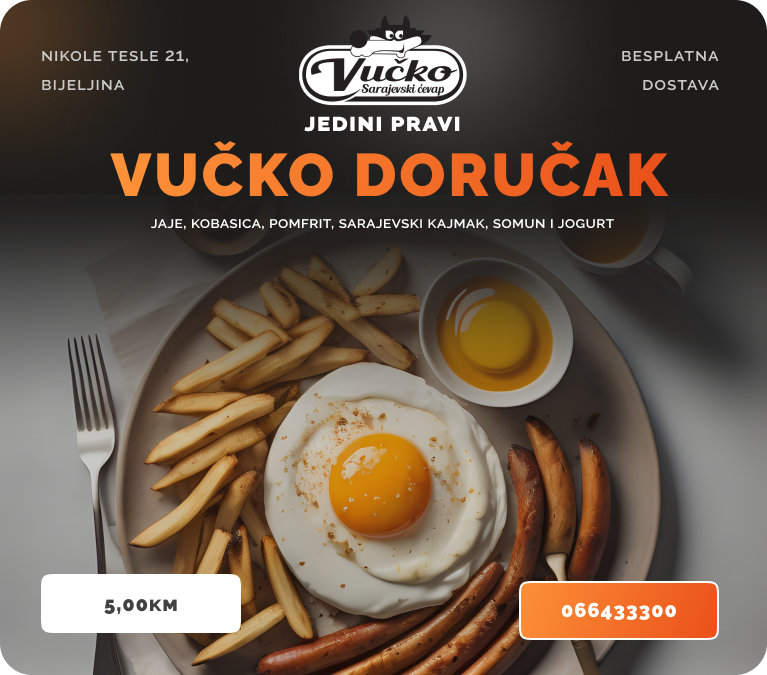 NIKOLE TESLE 21,
BIJELJINA
Vučko
Sarajevski ćevap
BESPLATNA
DOSTAVA
JEDINI PRAVI
VUČKO DORUČAK
JAJE, KOBASICA, POMFRIT, SARAJEVSKI KAJMAK, SOMUN I JOGURT
5,00KM
066433300